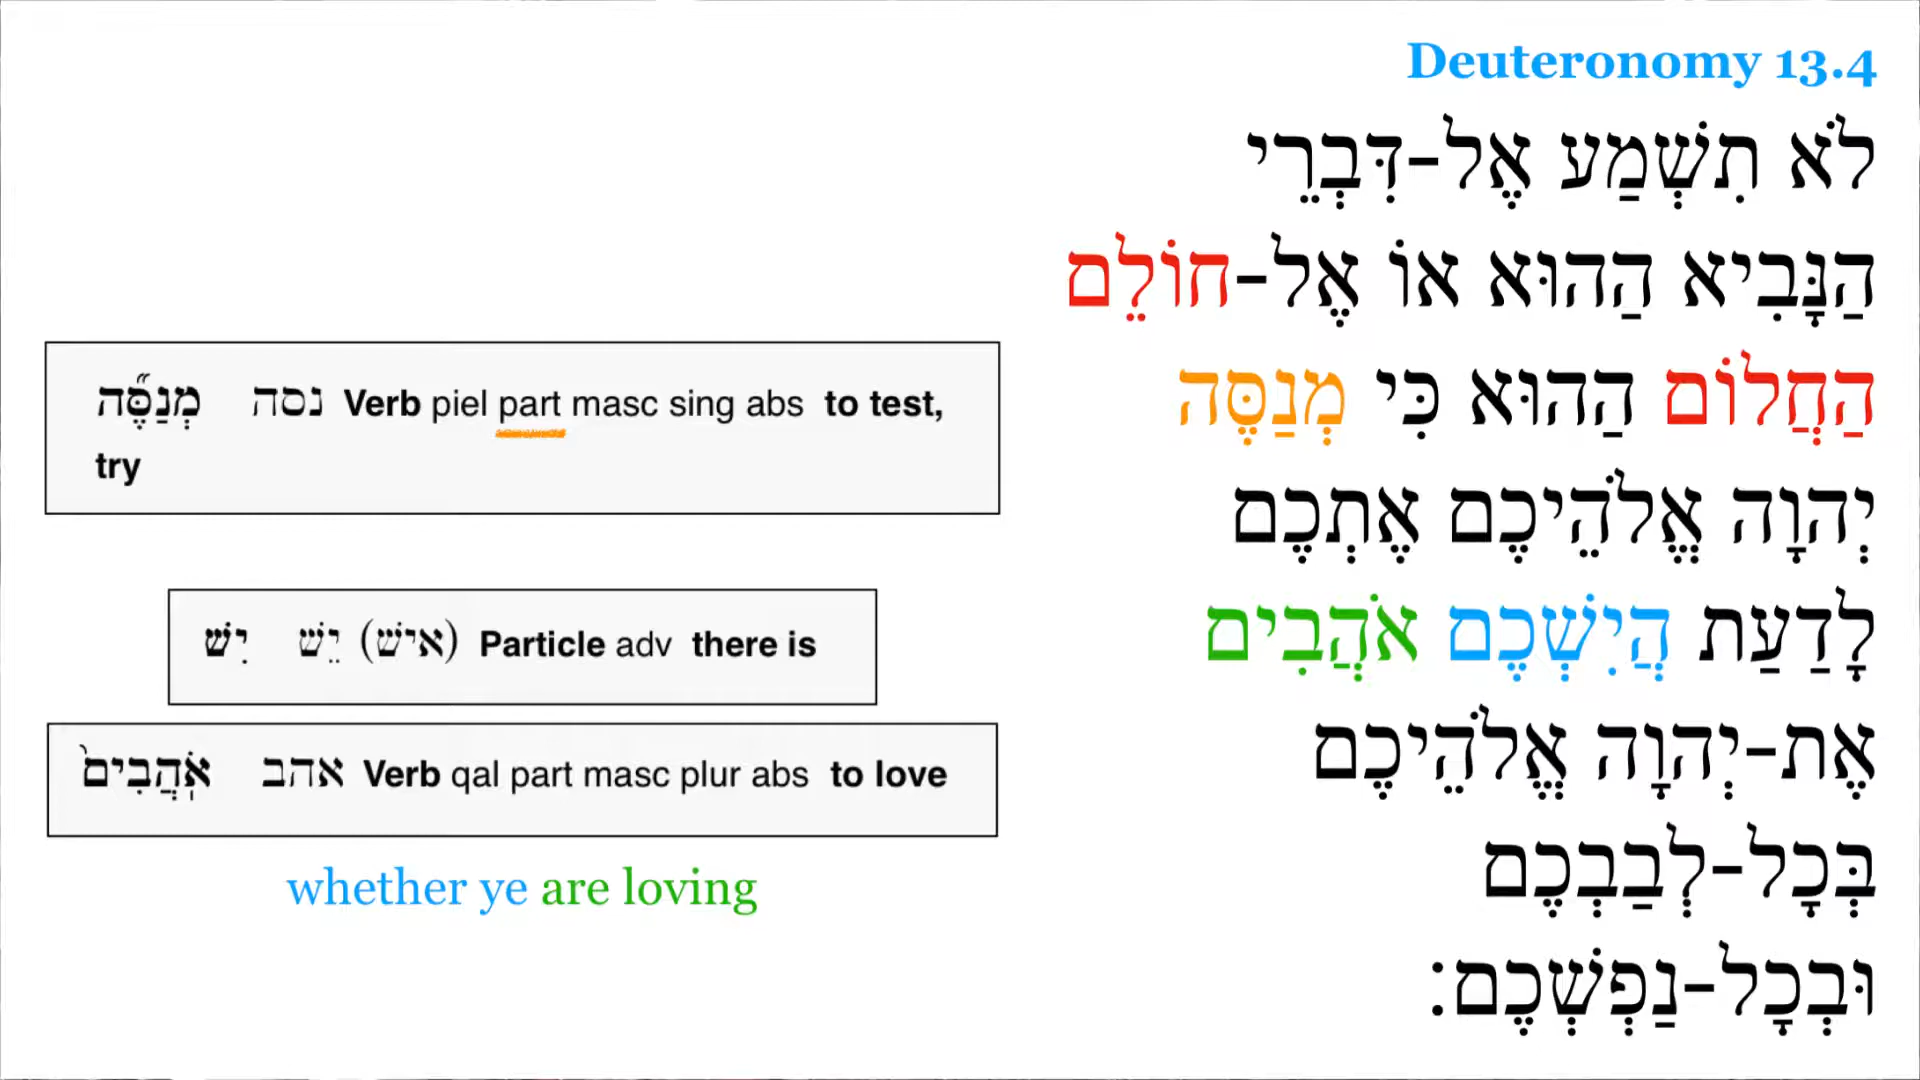 Deuteronomy 13.4
לֹא תִשְׁמַע אֶל-דִּבְרֵי
הַנָּבִיא הַהוּא אוֹ אֶל-חוֹלֵם
הַחֲלוֹם הַהוּא כִּי מְנַסֶּה
יְהוָה אֱלֹהֵיכֶם אֶתְכֶם
לָדַעַת הֲיִשְׁכֶם אֹהֲבִים
אֶת-יְהוָה אֱלֹהֵיכֶם
בְּכָל-לְבַבְכֶם
וּבְכָל-נַפְשְׁכֶם׃
מְנַסֶּ֞ה נסה Verb piel part masc sing abs to test,
try
יִשׁ יֵשׁ (אישׁ) Particle adv there is
אֹֽהֲבִים֙ אהב Verb qal part masc plur abs to love
whether ye are loving